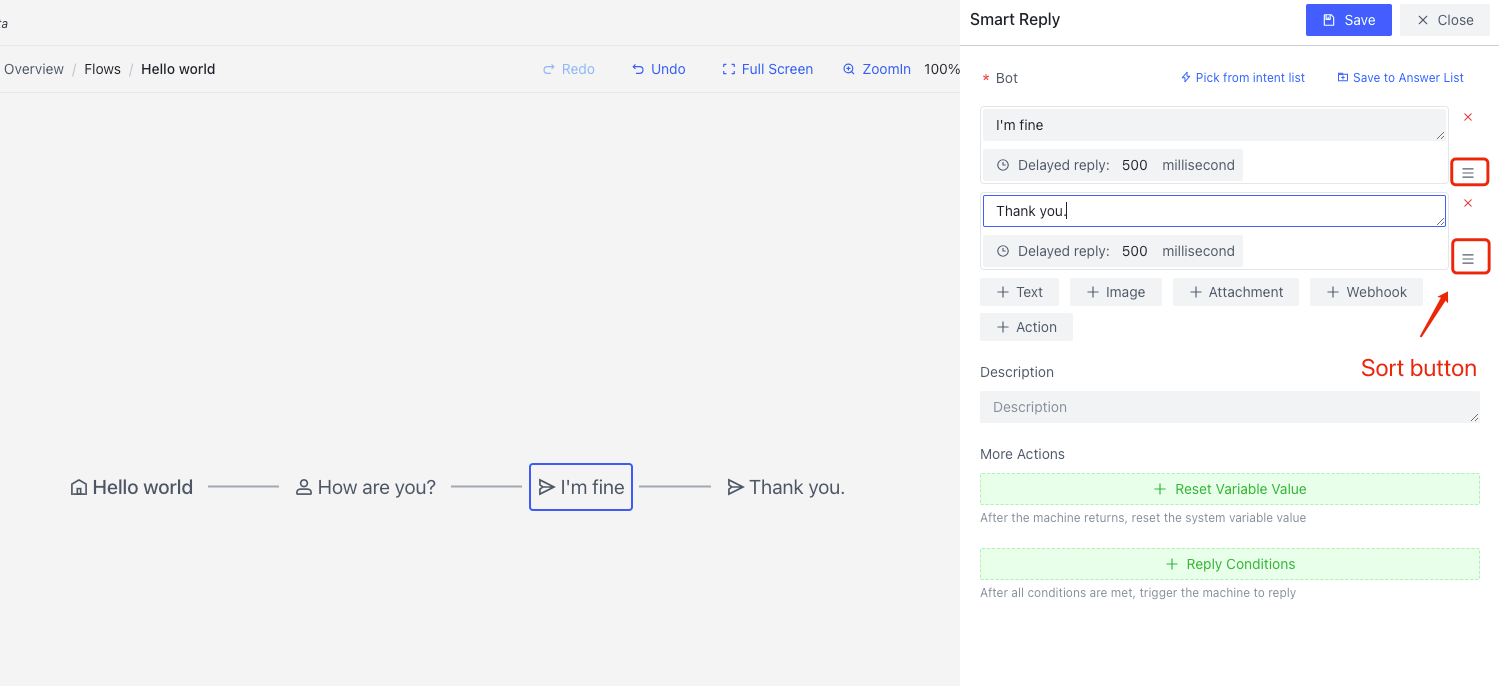 ta
Overview / Flows / Hello world
Redo
Undo
Full Screen
ZoomIn
100%
Hello world
How are you?
I'm fine
Thank you.
Smart Reply
Save
Close
* Bot
Pick from intent list
Save to Answer List
I'm fine
Delayed reply: 500 millisecond
Thank you.
Delayed reply: 500 millisecond
+ Text
+ Image
+ Attachment
+ Webhook
+ Action
Sort button
Description
Description
More Actions
+ Reset Variable Value
After the machine returns, reset the system variable value
+ Reply Conditions
After all conditions are met, trigger the machine to reply